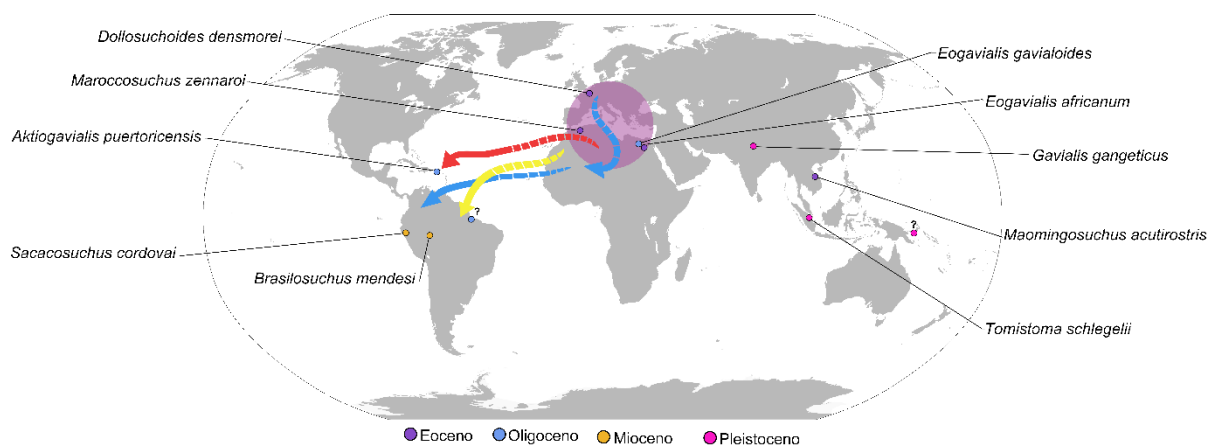 Dollosuchoides densmorei
Maroccosuchus zennaroi
Aktiogavialis puertoricensis
?
Sacacosuchus cordovai
Brasilosuchus mendesi
Eogavialis gavialoides
Eogavialis africanum
Gavialis gangeticus
?
Maomingosuchus acutirostris
Tomistoma schlegelii
Eoceno
Oligoceno
Mioceno
Pleistoceno